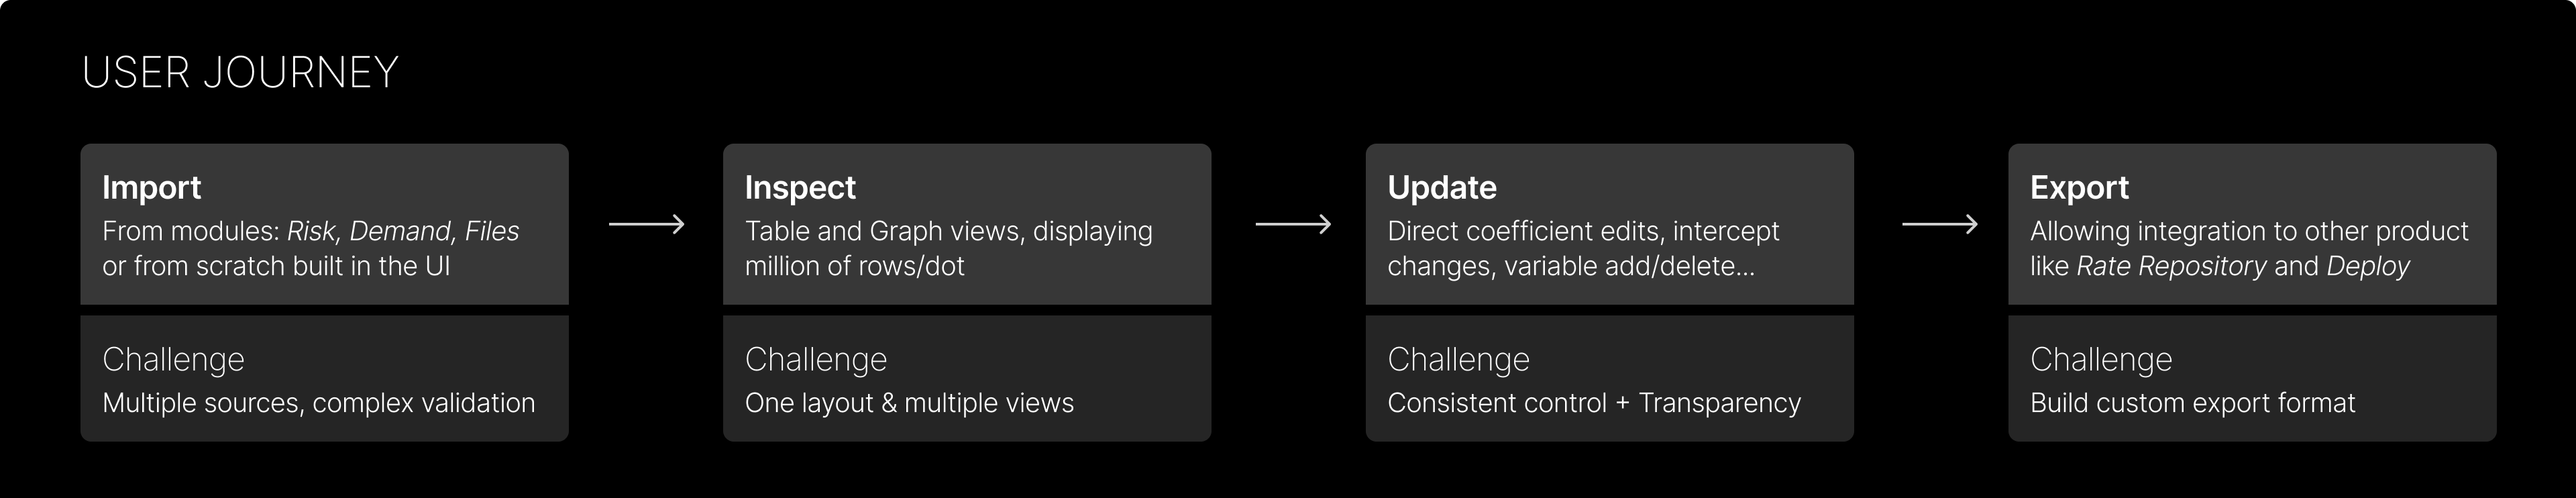 USER JOURNEY
Import
From modules: Risk, Demand, Files
or from scratch built in the UI
Challenge
Multiple sources, complex validation
Inspect
Table and Graph views, displaying
million of rows/dot
Challenge
One layout & multiple views
Update
Direct coefficient edits, intercept
changes, variable add/delete...
Challenge
Consistent control + Transparency
Export
Allowing integration to other product
like Rate Repository and Deploy
Challenge
Build custom export format